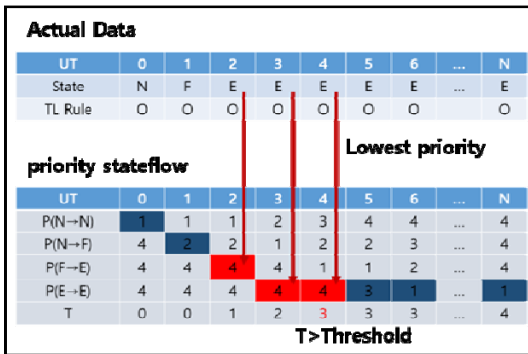 Actual Data
UT 0 1 2 3 4 5 6 ... N
State N F E E E E E ... E
TL Rule O O O O O O O O
Lowest priority
priority stateflow
UT 0 1 2 3 4 5 6 ... N
P(N→N) 1 1 1 2 3 4 4 ... 4
P(N→F) 4 2 2 1 2 2 3 ... 4
P(F→E) 4 4 4 4 1 1 2 ... 4
P(E→E) 4 4 4 4 4 3 1 ... 1
T 0 0 1 2 3 3 3 ... 4
T>Threshold